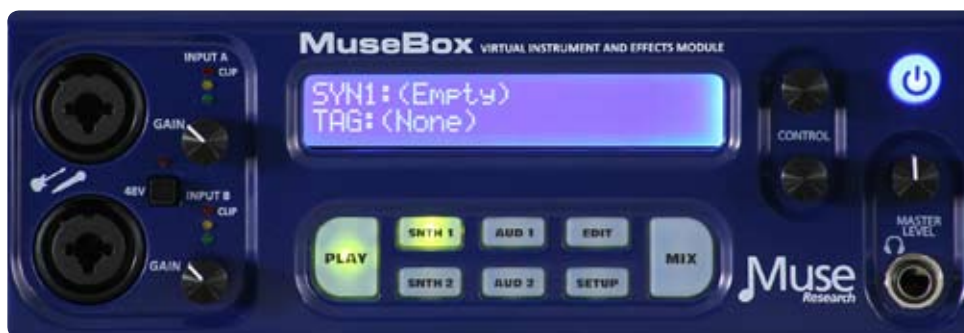 INPUT A
CLIP
GAIN
48V
INPUT B
CLIP
GAIN
MuseBox VIRTUAL INSTRUMENT AND EFFECTS MODULE
SYN1:(Empty)
TAG:(None)
PLAY
SNTH 1
AUD 1
EDIT
SNTH 2
AUD 2
SETUP
MIX
CONTROL
MASTER
LEVEL
Muse
Research